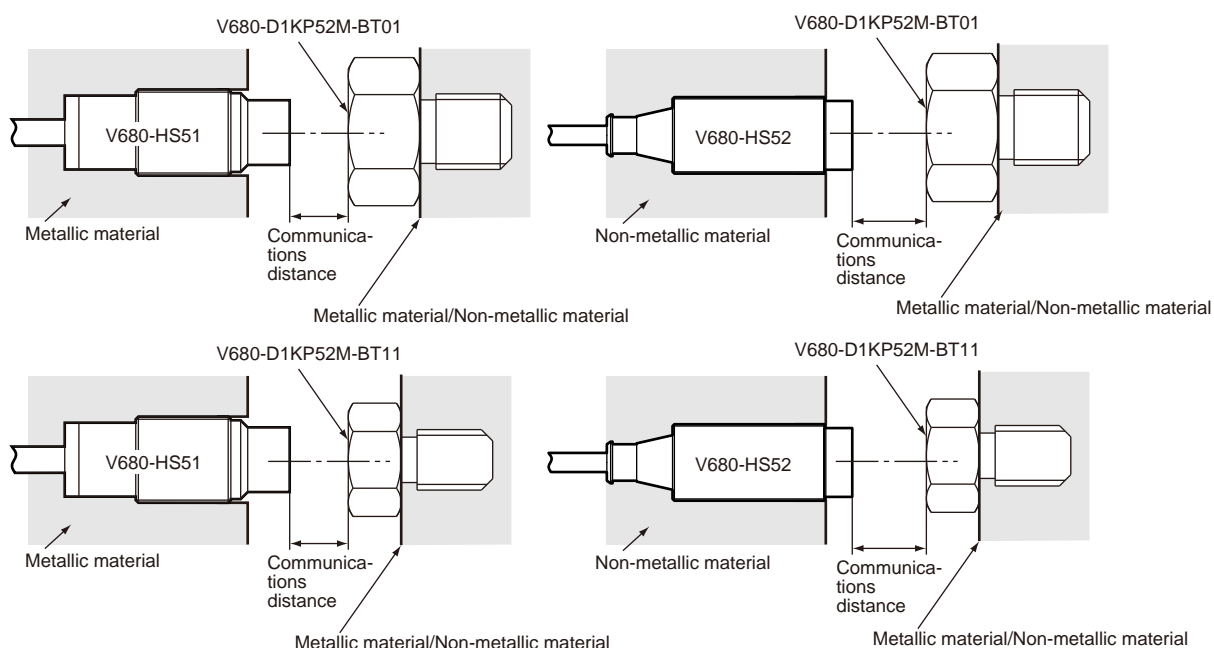 V680-D1KP52M-BT01
V680-HS51
Metallic material
Communica-
tions
distance
Metallic material/Non-metallic material
V680-D1KP52M-BT01
V680-HS52
Non-metallic material
Communica-
tions
distance
Metallic material/Non-metallic material
V680-D1KP52M-BT11
V680-HS51
Metallic material
Communica-
tions
distance
Metallic material/Non-metallic material
V680-D1KP52M-BT11
V680-HS52
Non-metallic material
Communica-
tions
distance
Metallic material/Non-metallic material